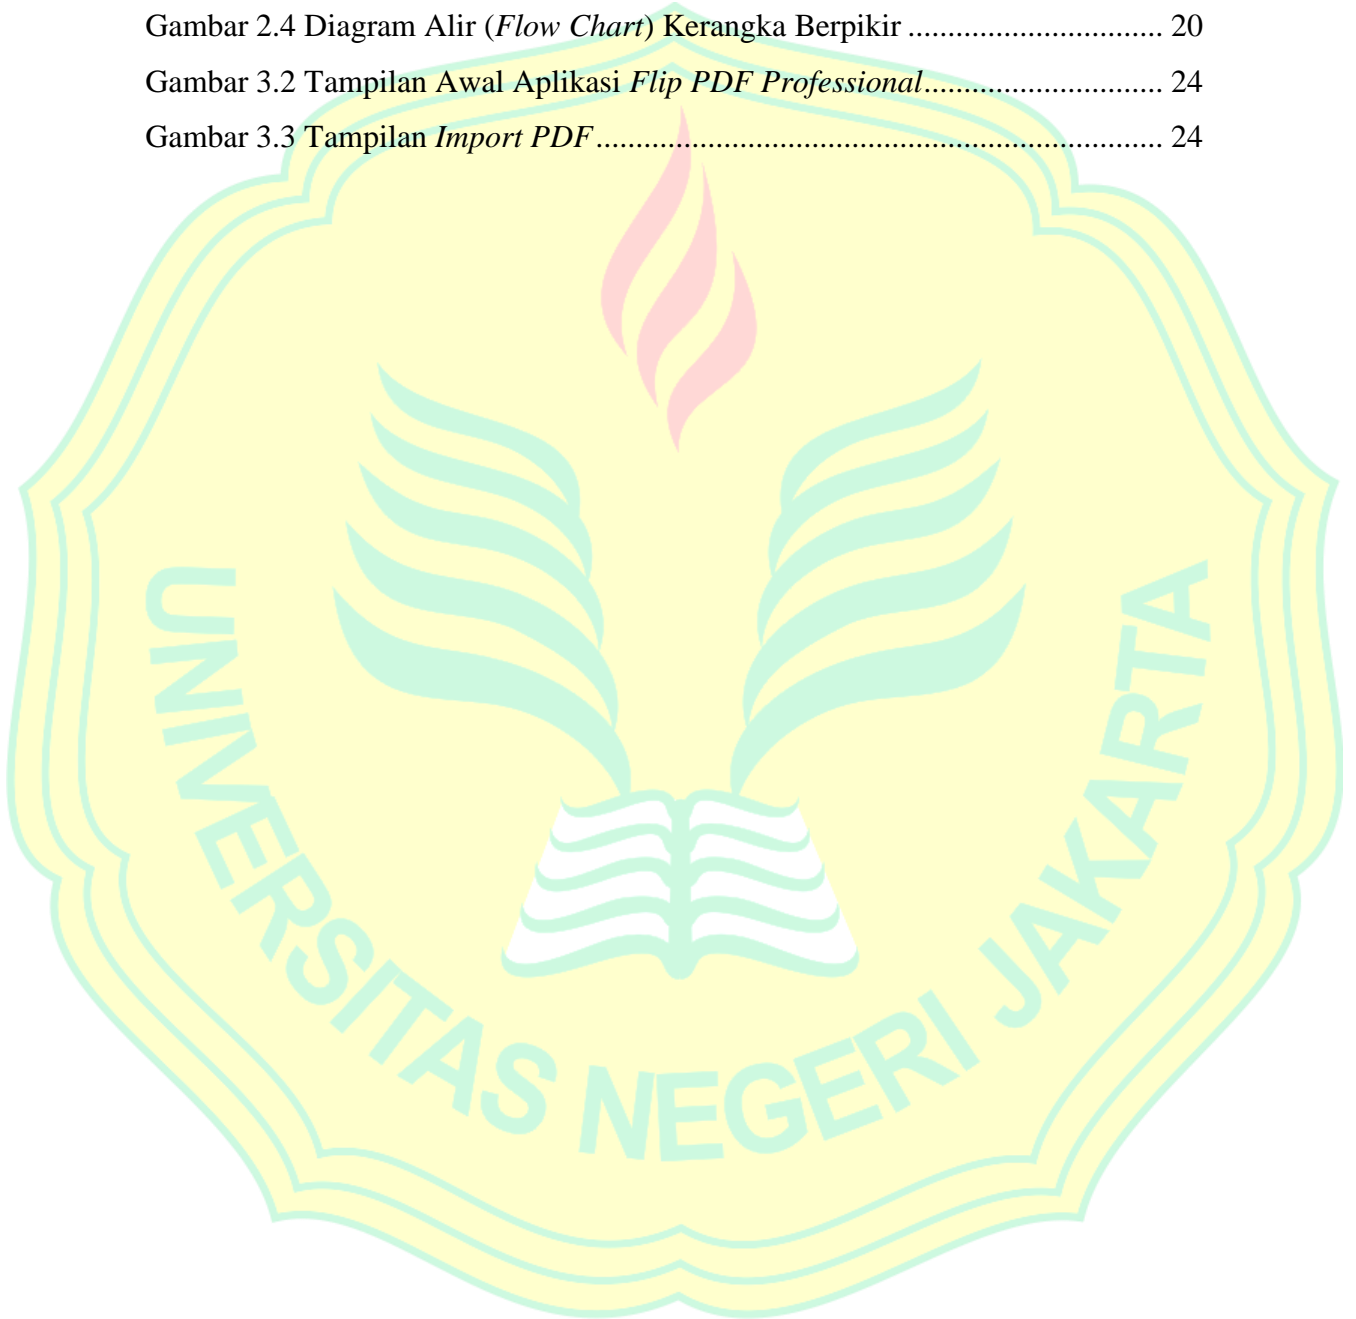 Gambar 2.4 Diagram Alir (Flow Chart) Kerangka Berpikir ................................ 20
Gambar 3.2 Tampilan Awal Aplikasi Flip PDF Professional.............................. 24
Gambar 3.3 Tampilan Import PDF ....................................................................... 24
UNIVERSITAS NEGERI JAKARTA